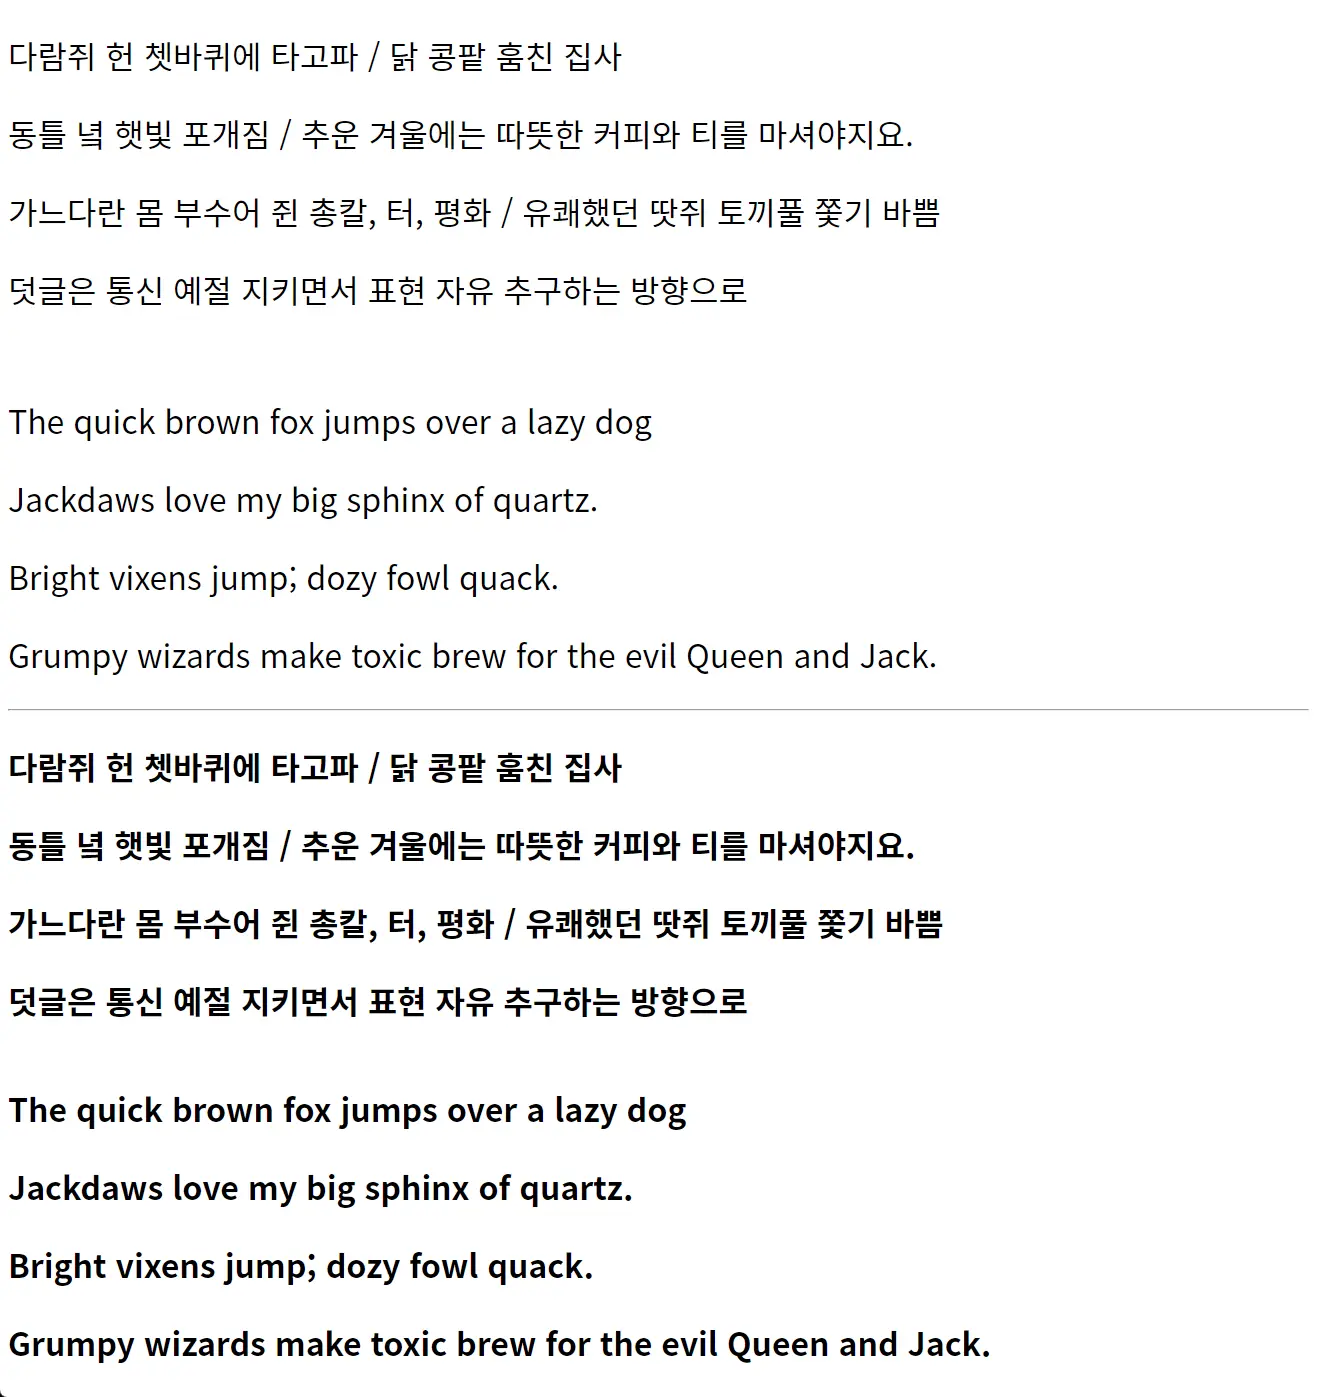 다람쥐 헌 쳇바퀴에 타고파 / 닭 콩팥 훔친 집사
동틀 녘 햇빛 포개짐 / 추운 겨울에는 따뜻한 커피와 티를 마셔야지요.
가느다란 몸 부수어 쥔 총칼, 터, 평화 / 유쾌했던 땃쥐 토끼풀 쫓기 바쁨
덧글은 통신 예절 지키면서 표현 자유 추구하는 방향으로
The quick brown fox jumps over a lazy dog
Jackdaws love my big sphinx of quartz.
Bright vixens jump; dozy fowl quack.
Grumpy wizards make toxic brew for the evil Queen and Jack.
다람쥐 헌 쳇바퀴에 타고파 / 닭 콩팥 훔친 집사
동틀 녘 햇빛 포개짐 / 추운 겨울에는 따뜻한 커피와 티를 마셔야지요.
가느다란 몸 부수어 쥔 총칼, 터, 평화 / 유쾌했던 땃쥐 토끼풀 쫓기 바쁨
덧글은 통신 예절 지키면서 표현 자유 추구하는 방향으로
The quick brown fox jumps over a lazy dog
Jackdaws love my big sphinx of quartz.
Bright vixens jump; dozy fowl quack.
Grumpy wizards make toxic brew for the evil Queen and Jack.